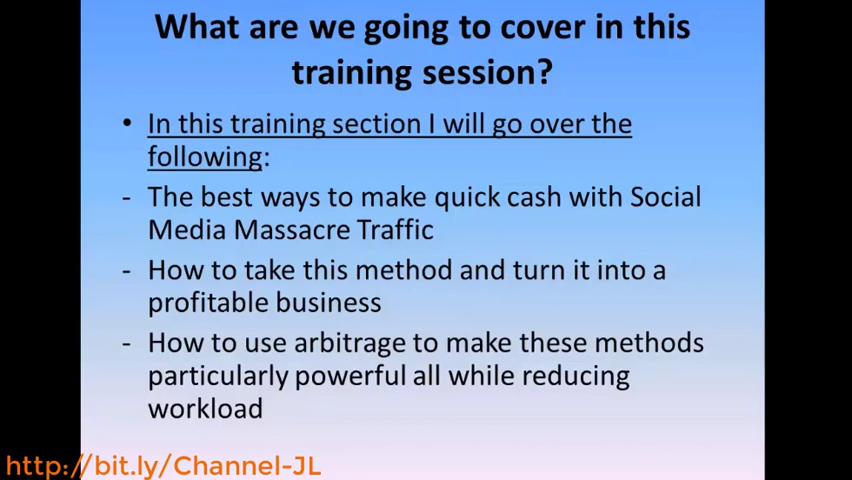 What are we going to cover in this
training session?
• In this training section I will go over the
following:
- The best ways to make quick cash with Social
Media Massacre Traffic
- How to take this method and turn it into a
profitable business
- How to use arbitrage to make these methods
particularly powerful all while reducing
workload
http://bit.ly/Channel-JL